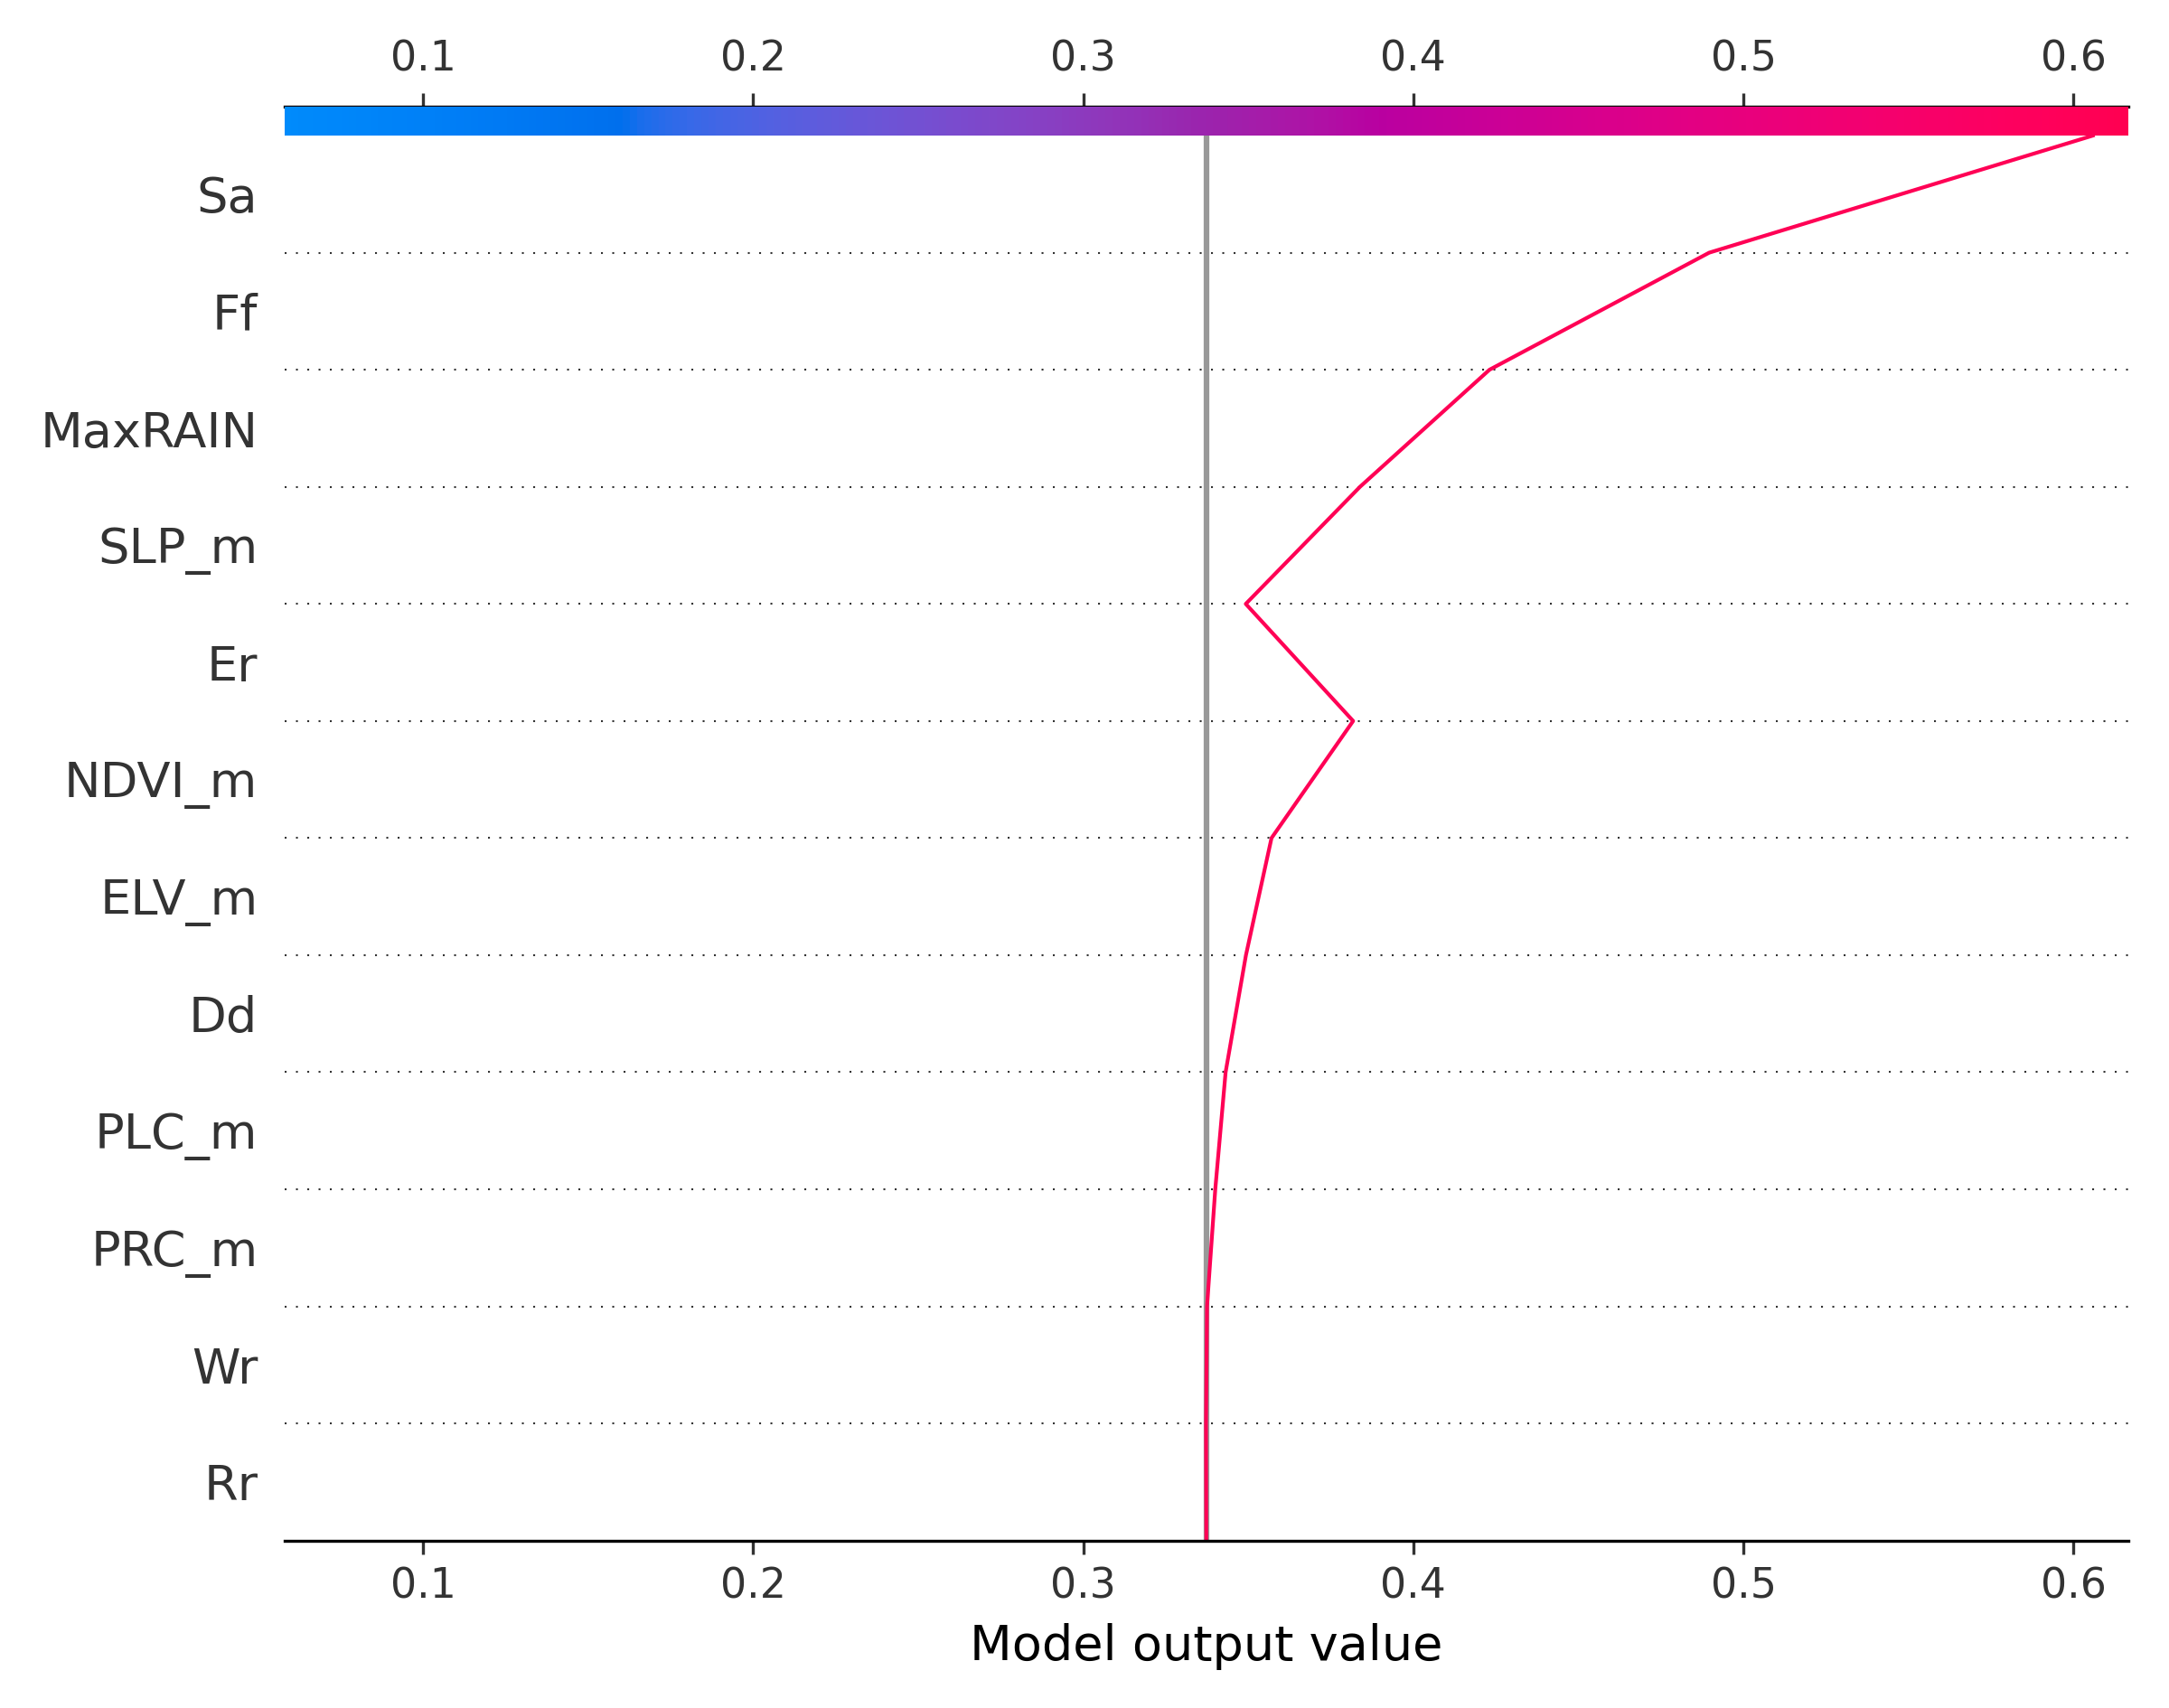 0.1 0.2 0.3 0.4 0.5 0.6
Sa
Ff
MaxRAIN
SLP_m
Er
NDVI_m
ELV_m
Dd
PLC_m
PRC_m
Wr
Rr
0.1 0.2 0.3 0.4 0.5 0.6
Model output value